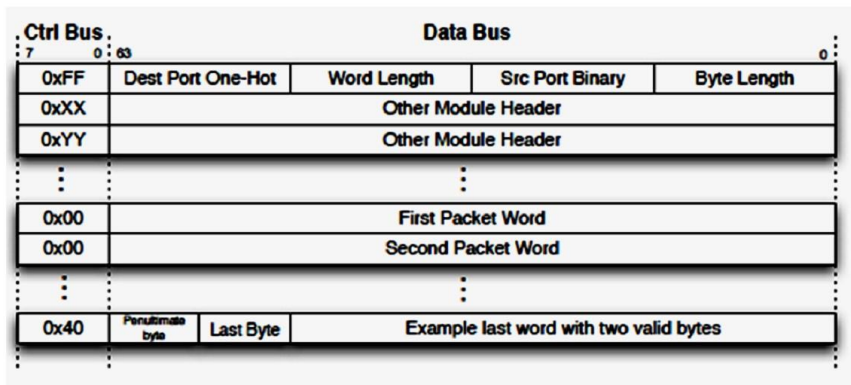 Ctrl Bus Data Bus
7 0 63 0
0xFF Dest Port One-Hot Word Length Src Port Binary Byte Length
0xXX Other Module Header
0xYY Other Module Header
0x00 First Packet Word
0x00 Second Packet Word
0x40 Penultimate byte Last Byte Example last word with two valid bytes